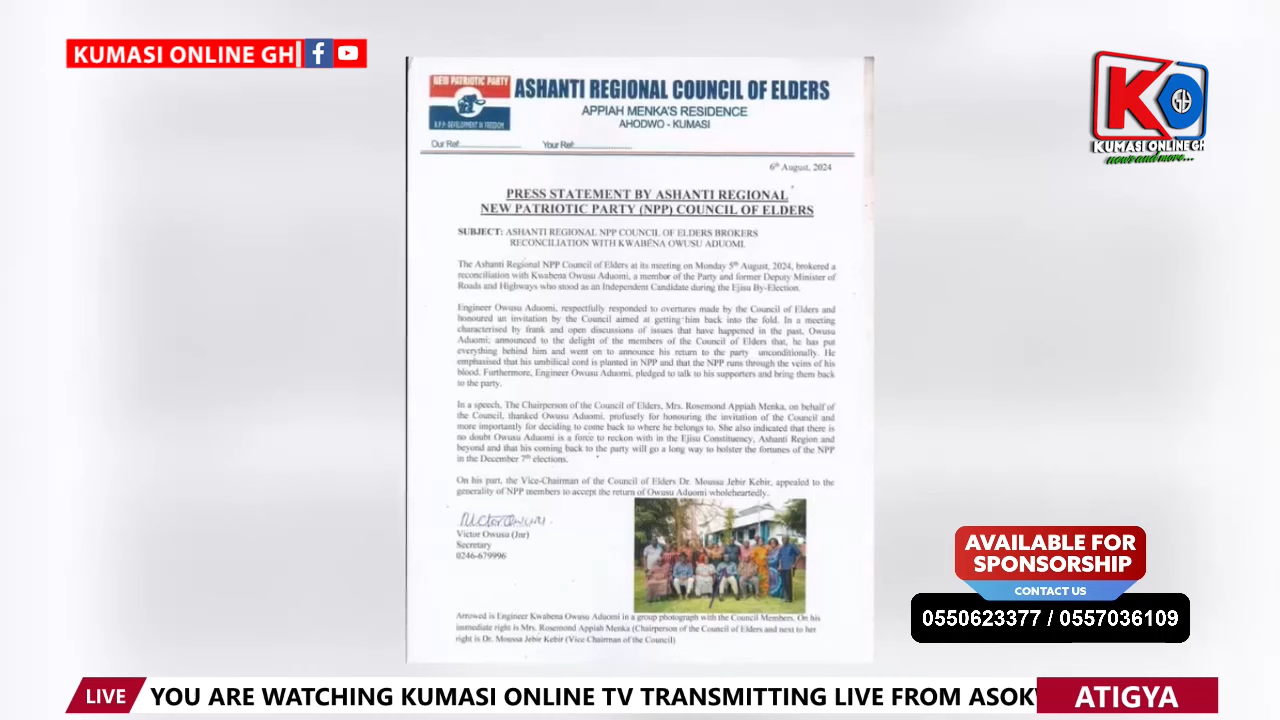 KUMASI ONLINE GH
NEW PATRIOTIC PARTY
N.P.P- DEVELOPMENT IN FREEDOM
ASHANTI REGIONAL COUNCIL OF ELDERS
APPIAH MENKA'S RESIDENCE
AHODWO - KUMASI
Our Ref: Your Ref:
6th August, 2024
PRESS STATEMENT BY ASHANTI REGIONAL
NEW PATRIOTIC PARTY (NPP) COUNCIL OF ELDERS
SUBJECT: ASHANTI REGIONAL NPP COUNCIL OF ELDERS BROKERS
RECONCILIATION WITH KWABENA OWUSU ADUOMI.
The Ashanti Regional NPP Council of Elders at its meeting on Monday 5th August, 2024, brokered a
reconciliation with Kwabena Owusu Aduomi, a member of the Party and former Deputy Minister of
Roads and Highways who stood as an Independent Candidate during the Ejisu By-Election.
Engineer Owusu Aduomi, respectfully responded to overtures made by the Council of Elders and
honoured an invitation by the Council aimed at getting him back into the fold. In a meeting
characterised by frank and open discussions of issues that have happened in the past, Owusu
Aduomi; announced to the delight of the members of the Council of Elders that, he has put
everything behind him and went on to announce his return to the party unconditionally. He
emphasised that his umbilical cord is planted in NPP and that the NPP runs through the veins of his
blood. Furthermore, Engineer Owusu Aduomi, pledged to talk to his supporters and bring them back
to the party.
In a speech, The Chairperson of the Council of Elders, Mrs. Rosemond Appiah Menka, on behalf of
the Council, thanked Owusu Aduomi, profusely for honouring the invitation of the Council and
more importantly for deciding to come back to where he belongs to. She also indicated that there is
no doubt Owusu Aduomi is a force to reckon with in the Ejisu Constituency, Ashanti Region and
beyond and that his coming back to the party will go a long way to bolster the fortunes of the NPP
in the December 7th elections.
On his part, the Vice-Chairman of the Council of Elders Dr. Moussa Jebir Kebir, appealed to the
generality of NPP members to accept the return of Owusu Aduomi wholeheartedly.
Victor Owusu
Victor Owusu (Jnr)
Secretary
0246-679996
Arrowed is Engineer Kwabena Owusu Aduomi in a group photograph with the Council Members. On his
immediate right is Mrs. Rosemond Appiah Menka (Chairperson of the Council of Elders and next to her
right is Dr. Moussa Jebir Kebir (Vice Chairman of the Council)
KO
GH
KUMASI ONLINE GH
news and more...
AVAILABLE FOR
SPONSORSHIP
CONTACT US
0550623377 / 0557036109
LIVE YOU ARE WATCHING KUMASI ONLINE TV TRANSMITTING LIVE FROM ASOK
ATIGYA